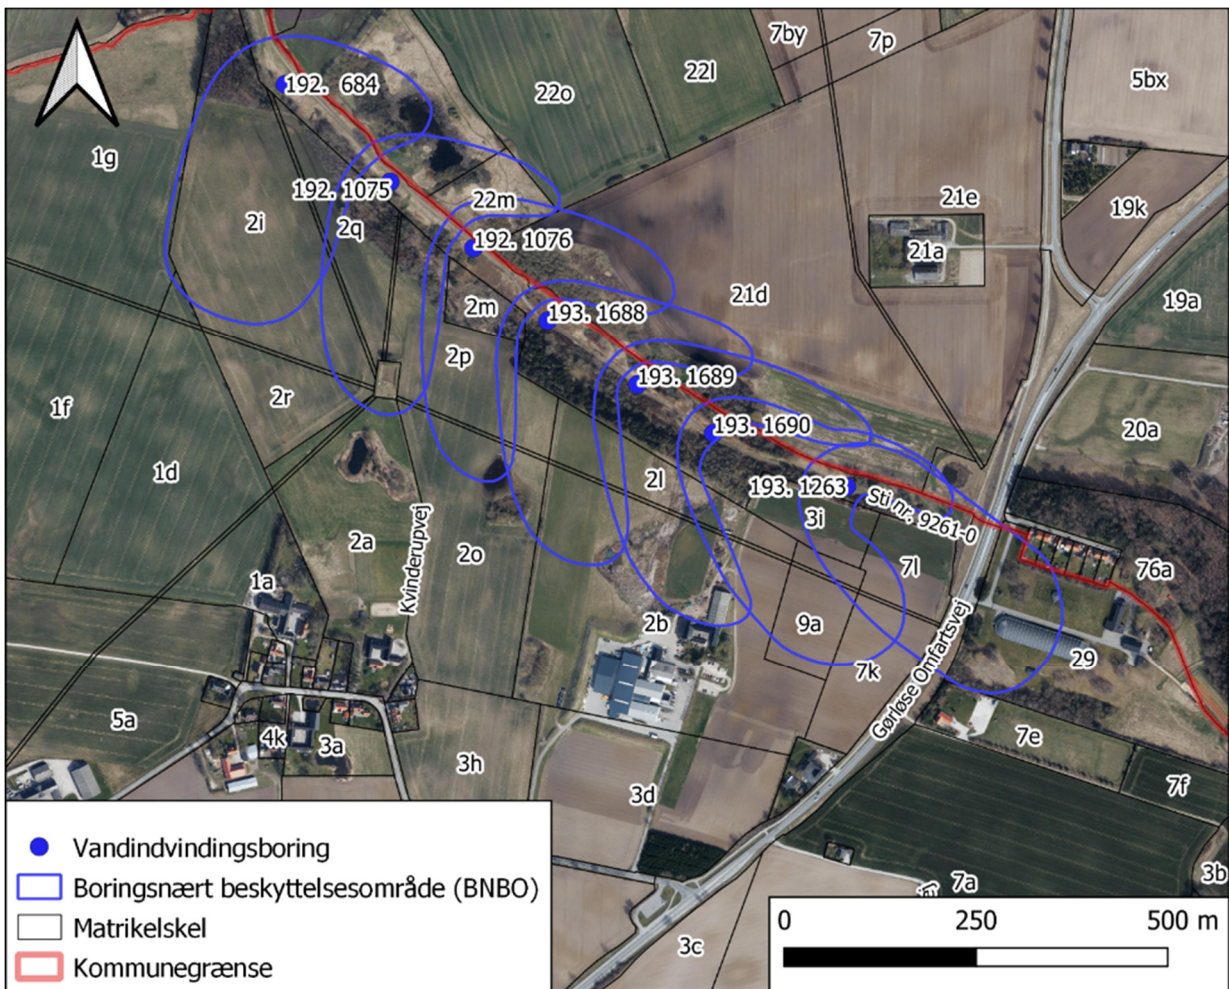 7by
7p
22l
5bx
192. 684
22o
1g
192. 1075
22m
21e
19k
2i
2q
192. 1076
21a
2m
193. 1688
21d
19a
2p
193. 1689
1f
2r
193. 1690
20a
1d
2l
193. 1263
Sti nr. 9261-0
3i
2a
Kvinderupvej
2o
7l
76a
1a
2b
9a
29
7k
Gørløse Omfartsvej
5a
4k
3a
3h
7e
3d
7f
3b
7a
3c
Vandindvindingsboring
Boringsnært beskyttelsesområde (BNBO)
Matrikelskel
Kommunegrænse
0 250 500 m